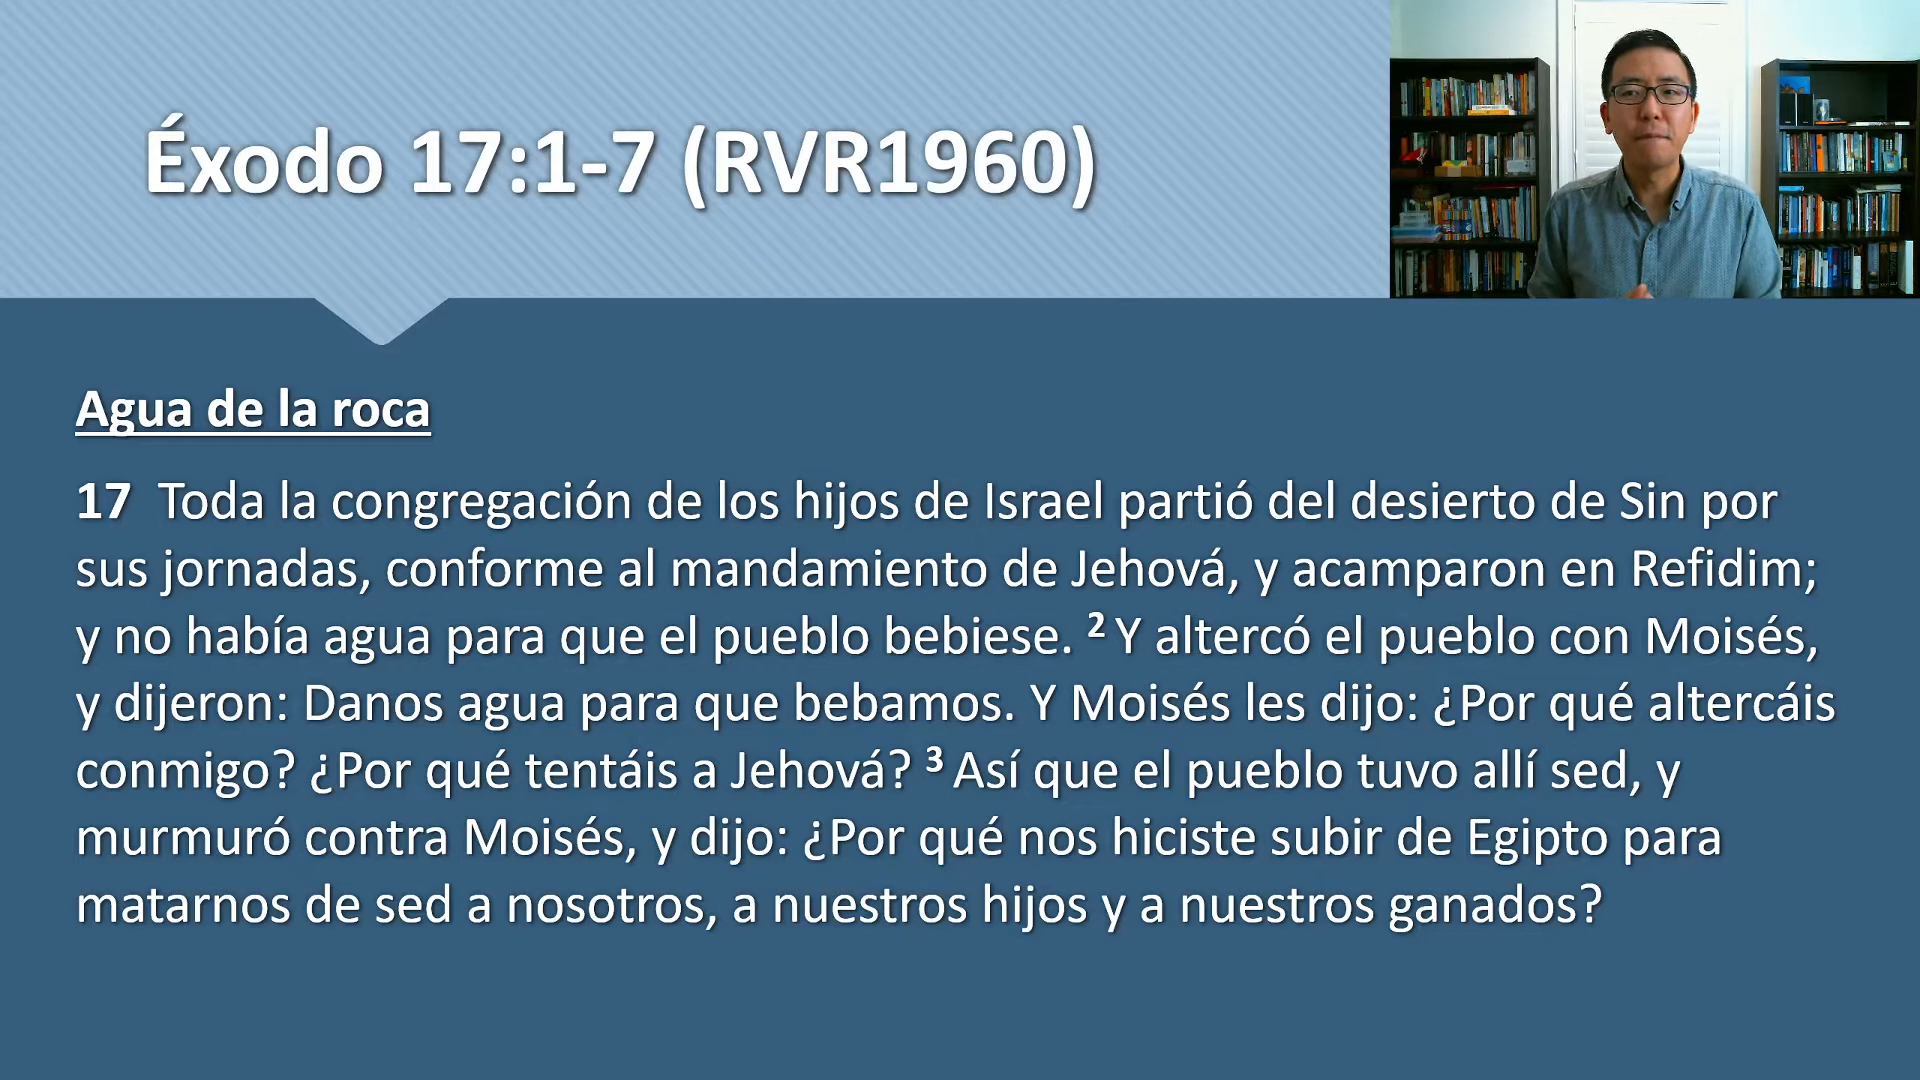 Éxodo 17:1-7 (RVR1960)
Agua de la roca
17 Toda la congregación de los hijos de Israel partió del desierto de Sin por
sus jornadas, conforme al mandamiento de Jehová, y acamparon en Refidim;
y no había agua para que el pueblo bebiese. 2 Y altercó el pueblo con Moisés,
y dijeron: Danos agua para que bebamos. Y Moisés les dijo: ¿Por qué altercáis
conmigo? ¿Por qué tentáis a Jehová? 3 Así que el pueblo tuvo allí sed, y
murmuró contra Moisés, y dijo: ¿Por qué nos hiciste subir de Egipto para
matarnos de sed a nosotros, a nuestros hijos y a nuestros ganados?